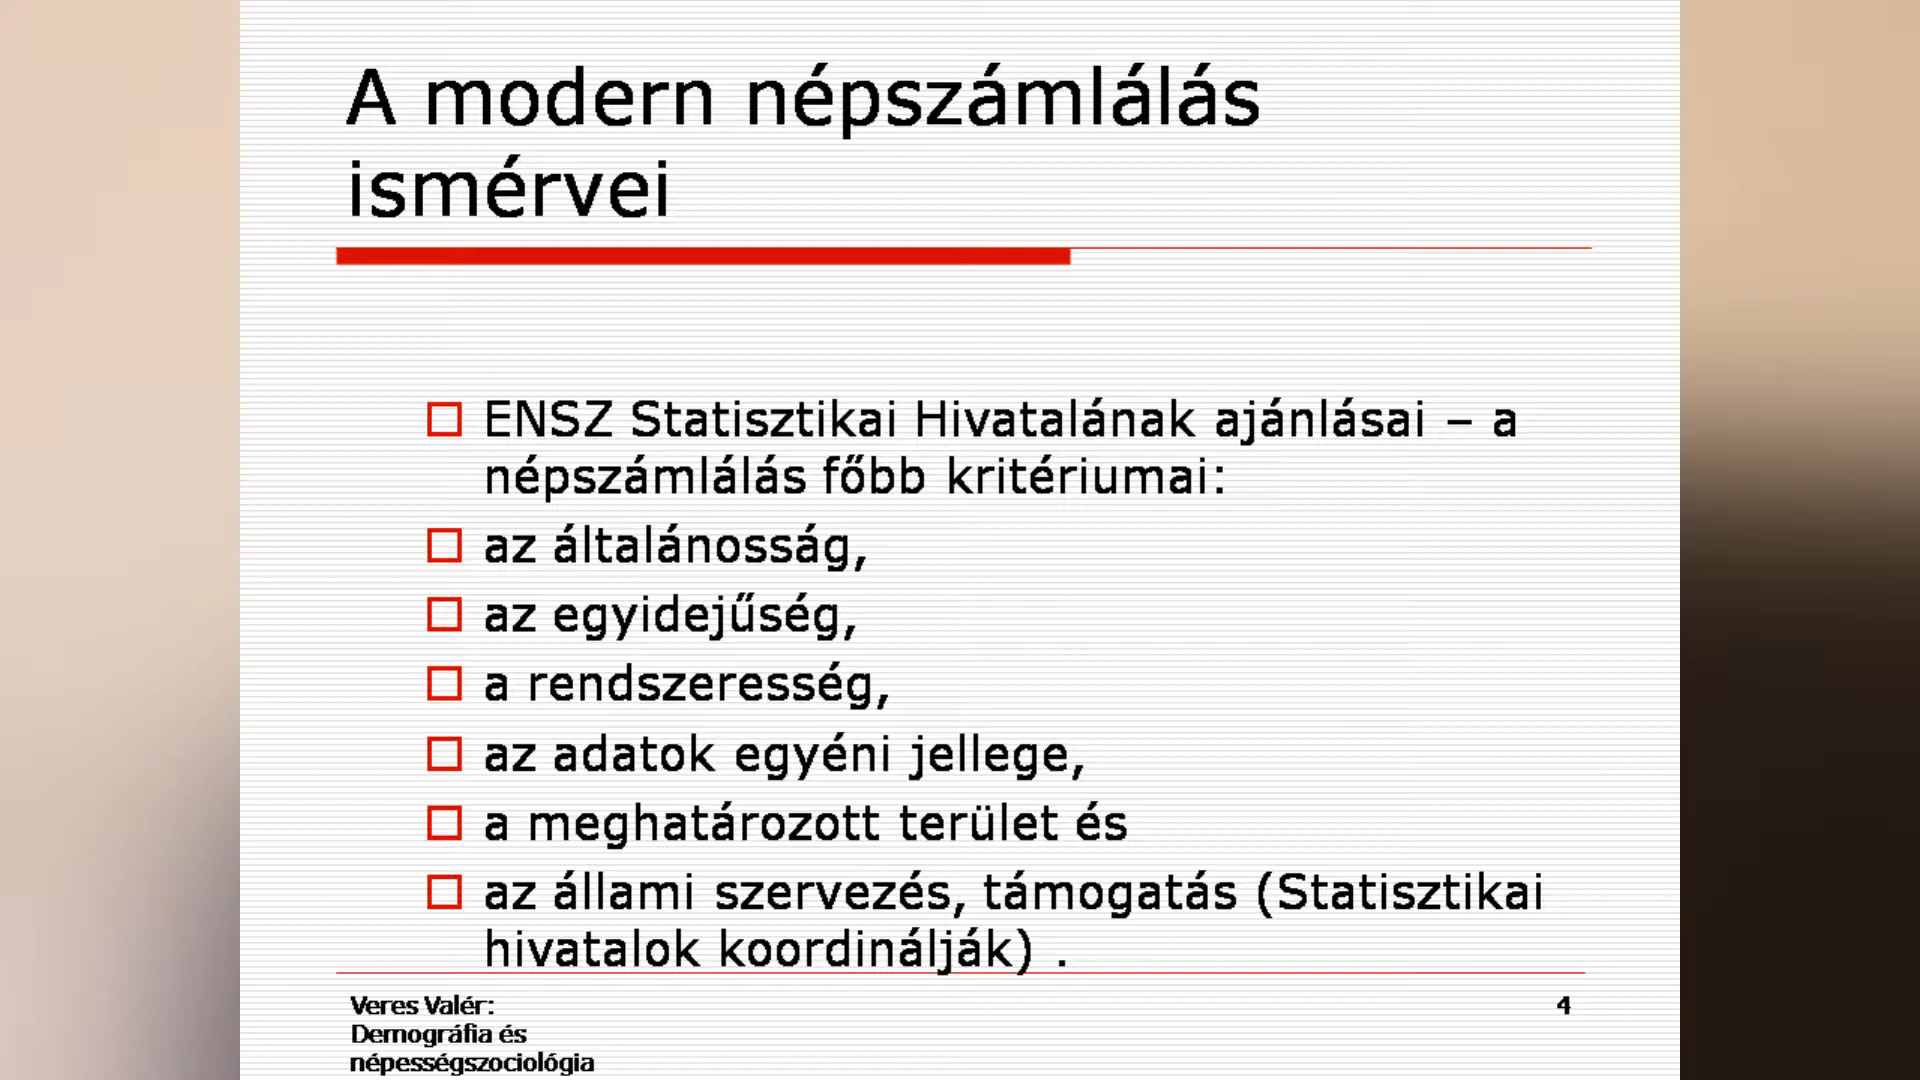 A modern népszámlálás
ismérvei
ENSZ Statisztikai Hivatalának ajánlásai – a
népszámlálás főbb kritériumai:
az általánosság,
az egyidejűség,
a rendszeresség,
az adatok egyéni jellege,
a meghatározott terület és
az állami szervezés, támogatás (Statisztikai
hivatalok koordinálják) .
Veres Valér:
Demográfia és
népességszociológia
4